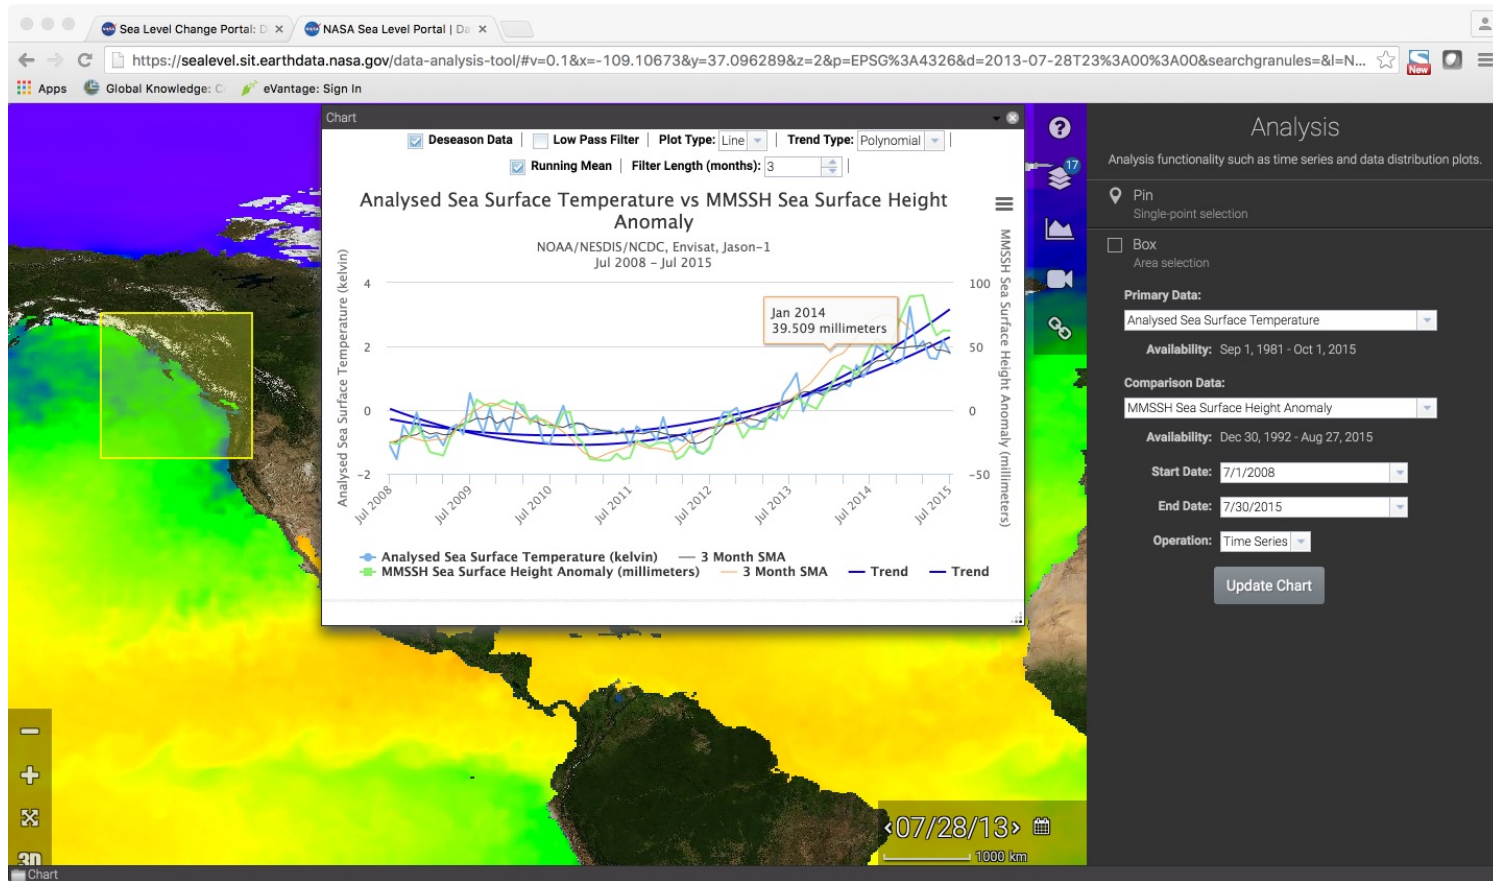 Sea Level Change Portal: D
NASA Sea Level Portal | Da
https://sealevel.sit.earthdata.nasa.gov/data-analysis-tool/#v=0.1&x=-109.10673&y=37.096289&z=2&p=EPSG%3A4326&d=2013-07-28T23%3A00%3A00&searchgranules=&l=N...
New
Apps
Global Knowledge: C
eVantage: Sign In
Chart
Deseason Data | Low Pass Filter | Plot Type: Line | Trend Type: Polynomial |
Running Mean | Filter Length (months): 3 |
Analysed Sea Surface Temperature vs MMSSH Sea Surface Height
Anomaly
NOAA/NESDIS/NCDC, Envisat, Jason-1
Jul 2008 - Jul 2015
Analysed Sea Surface Temperature (kelvin)
4
2
0
-2
Jan 2014
39.509 millimeters
100
50
0
-50
MMSSH Sea Surface Height Anomaly (millimeters)
Jul 2008
Jul 2009
Jul 2010
Jul 2011
Jul 2012
Jul 2013
Jul 2014
Jul 2015
Analysed Sea Surface Temperature (kelvin)
3 Month SMA
MMSSH Sea Surface Height Anomaly (millimeters)
3 Month SMA
Trend
Trend
?
17
Analysis
Analysis functionality such as time series and data distribution plots.
Pin
Single-point selection
Box
Area selection
Primary Data:
Analysed Sea Surface Temperature
Availability: Sep 1, 1981 - Oct 1, 2015
Comparison Data:
MMSSH Sea Surface Height Anomaly
Availability: Dec 30, 1992 - Aug 27, 2015
Start Date: 7/1/2008
End Date: 7/30/2015
Operation: Time Series
Update Chart
3D
07/28/13
1000 km
Chart